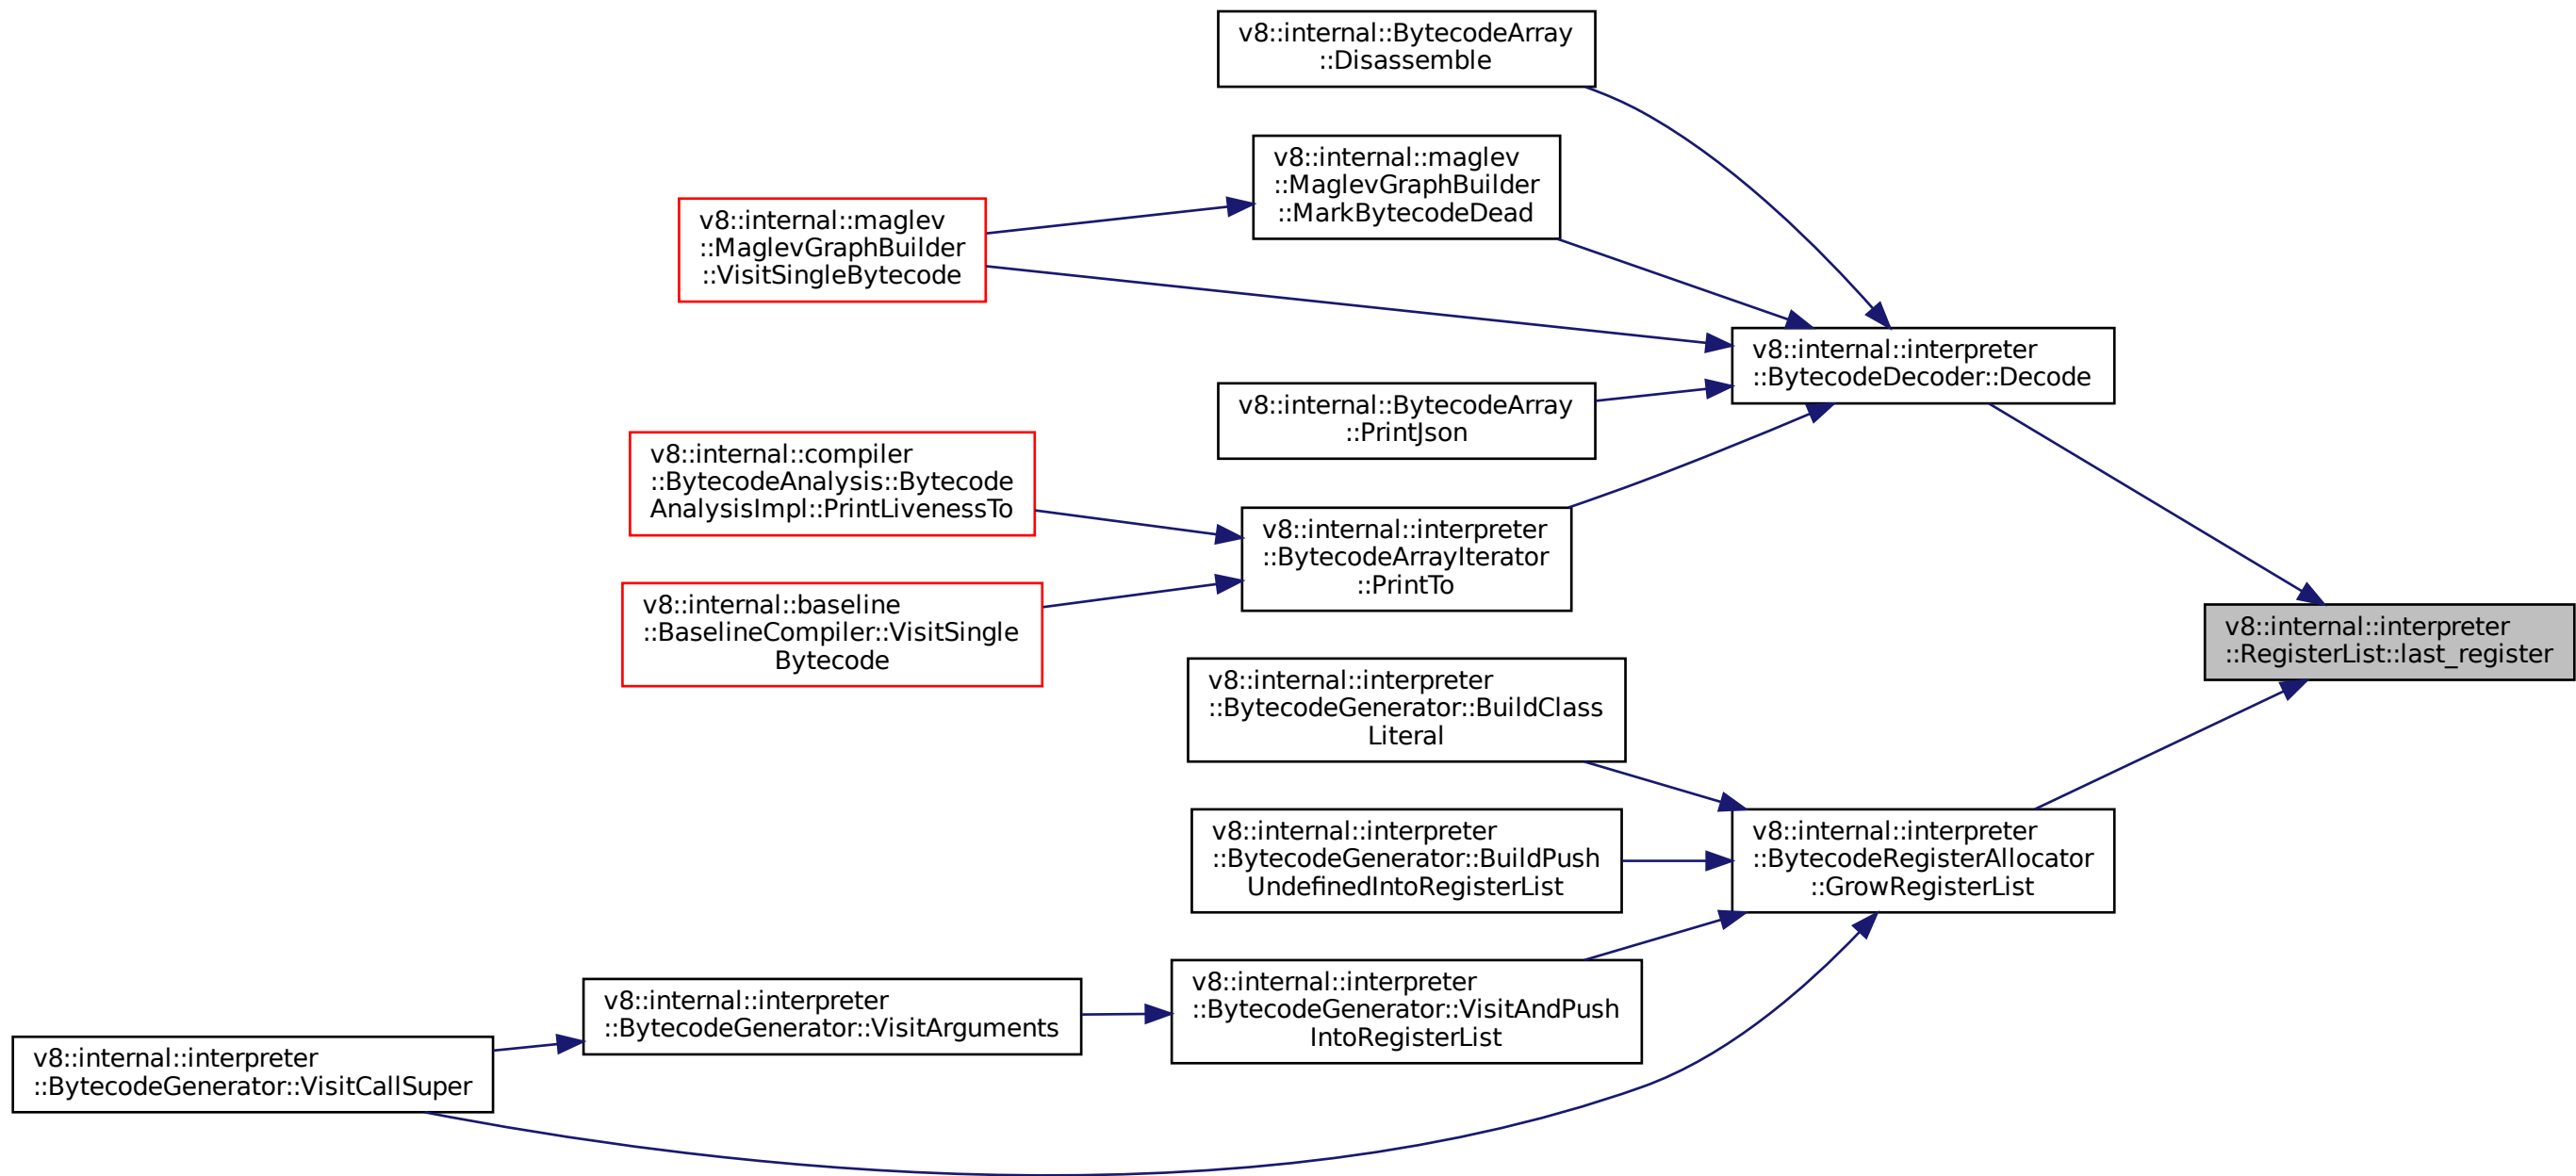 v8::internal::BytecodeArray
::Disassemble
v8::internal::maglev
::MaglevGraphBuilder
::MarkBytecodeDead
v8::internal::maglev
::MaglevGraphBuilder
::VisitSingleBytecode
v8::internal::interpreter
::BytecodeDecoder::Decode
v8::internal::BytecodeArray
::PrintJson
v8::internal::compiler
::BytecodeAnalysis::Bytecode
AnalysisImpl::PrintLivenessTo
v8::internal::interpreter
::BytecodeArrayIterator
::PrintTo
v8::internal::baseline
::BaselineCompiler::VisitSingle
Bytecode
v8::internal::interpreter
::RegisterList::last_register
v8::internal::interpreter
::BytecodeGenerator::BuildClass
Literal
v8::internal::interpreter
::BytecodeGenerator::BuildPush
UndefinedIntoRegisterList
v8::internal::interpreter
::BytecodeRegisterAllocator
::GrowRegisterList
v8::internal::interpreter
::BytecodeGenerator::VisitAndPush
IntoRegisterList
v8::internal::interpreter
::BytecodeGenerator::VisitArguments
v8::internal::interpreter
::BytecodeGenerator::VisitCallSuper